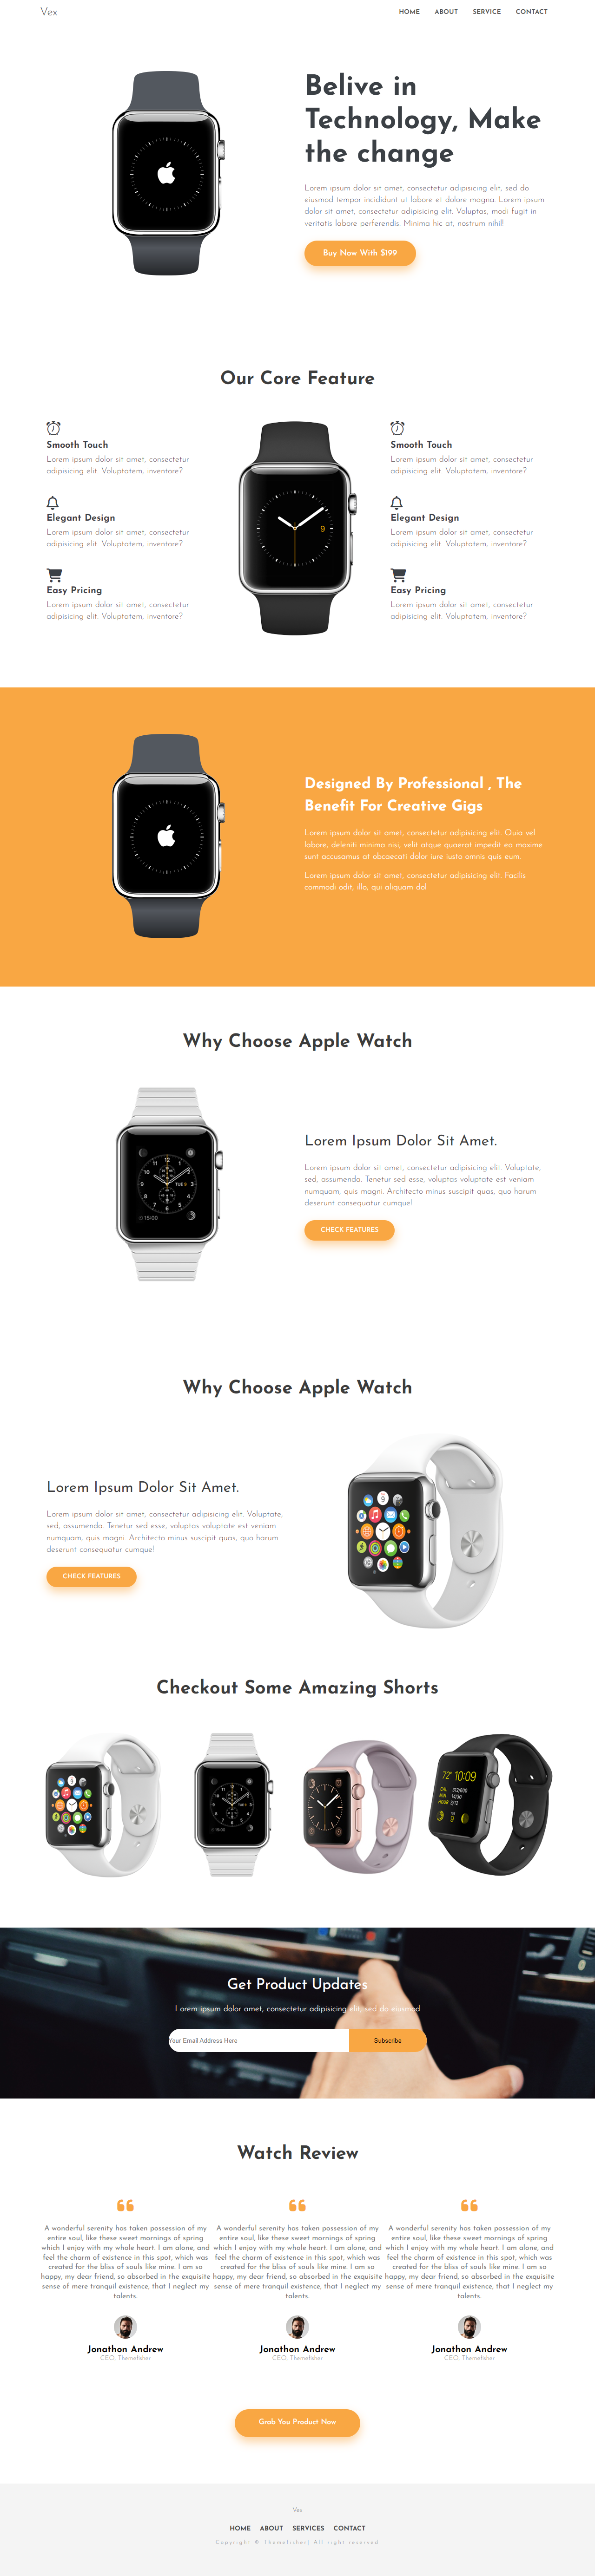 Vex
HOME ABOUT SERVICE CONTACT
Belive in
Technology, Make
the change
Lorem ipsum dolor sit amet, consectetur adipisicing elit, sed do
eiusmod tempor incididunt ut labore et dolore magna. Lorem ipsum
dolor sit amet, consectetur adipisicing elit. Voluptas, modi fugit in
veritatis labore perferendis. Minima hic at, nostrum nihil!
Buy Now With $199
Our Core Feature
Smooth Touch
Lorem ipsum dolor sit amet, consectetur
adipisicing elit. Voluptatem, inventore?
Elegant Design
Lorem ipsum dolor sit amet, consectetur
adipisicing elit. Voluptatem, inventore?
Easy Pricing
Lorem ipsum dolor sit amet, consectetur
adipisicing elit. Voluptatem, inventore?
9
Smooth Touch
Lorem ipsum dolor sit amet, consectetur
adipisicing elit. Voluptatem, inventore?
Elegant Design
Lorem ipsum dolor sit amet, consectetur
adipisicing elit. Voluptatem, inventore?
Easy Pricing
Lorem ipsum dolor sit amet, consectetur
adipisicing elit. Voluptatem, inventore?
Designed By Professional , The
Benefit For Creative Gigs
Lorem ipsum dolor sit amet, consectetur adipisicing elit. Quia vel
labore, deleniti minima nisi, velit atque quaerat impedit ea maxime
sunt accusamus at obcaecati dolor iure iusto omnis quis eum.
Lorem ipsum dolor sit amet, consectetur adipisicing elit. Facilis
commodi odit, illo, qui aliquam dol
Why Choose Apple Watch
Lorem Ipsum Dolor Sit Amet.
Lorem ipsum dolor sit amet, consectetur adipisicing elit. Voluptate,
sed, assumenda. Tenetur sed esse, voluptas voluptate est veniam
numquam, quis magni. Architecto minus suscipit quas, quo harum
deserunt consequatur cumque!
CHECK FEATURES
Why Choose Apple Watch
Lorem Ipsum Dolor Sit Amet.
Lorem ipsum dolor sit amet, consectetur adipisicing elit. Voluptate,
sed, assumenda. Tenetur sed esse, voluptas voluptate est veniam
numquam, quis magni. Architecto minus suscipit quas, quo harum
deserunt consequatur cumque!
CHECK FEATURES
Checkout Some Amazing Shorts
72° 10:09
Get Product Updates
Lorem ipsum dolor amet, consectetur adipisicing elit, sed do eiusmod
Your Email Address Here
Subscribe
Watch Review
A wonderful serenity has taken possession of my
entire soul, like these sweet mornings of spring
which I enjoy with my whole heart. I am alone, and
feel the charm of existence in this spot, which was
created for the bliss of souls like mine. I am so
happy, my dear friend, so absorbed in the exquisite
sense of mere tranquil existence, that I neglect my
talents.
Jonathon Andrew
CEO, Themefisher
A wonderful serenity has taken possession of my
entire soul, like these sweet mornings of spring
which I enjoy with my whole heart. I am alone, and
feel the charm of existence in this spot, which was
created for the bliss of souls like mine. I am so
happy, my dear friend, so absorbed in the exquisite
sense of mere tranquil existence, that I neglect my
talents.
Jonathon Andrew
CEO, Themefisher
A wonderful serenity has taken possession of my
entire soul, like these sweet mornings of spring
which I enjoy with my whole heart. I am alone, and
feel the charm of existence in this spot, which was
created for the bliss of souls like mine. I am so
happy, my dear friend, so absorbed in the exquisite
sense of mere tranquil existence, that I neglect my
talents.
Jonathon Andrew
CEO, Themefisher
Grab You Product Now
Vex
HOME ABOUT SERVICES CONTACT
Copyright © Themefisher| All right reserved